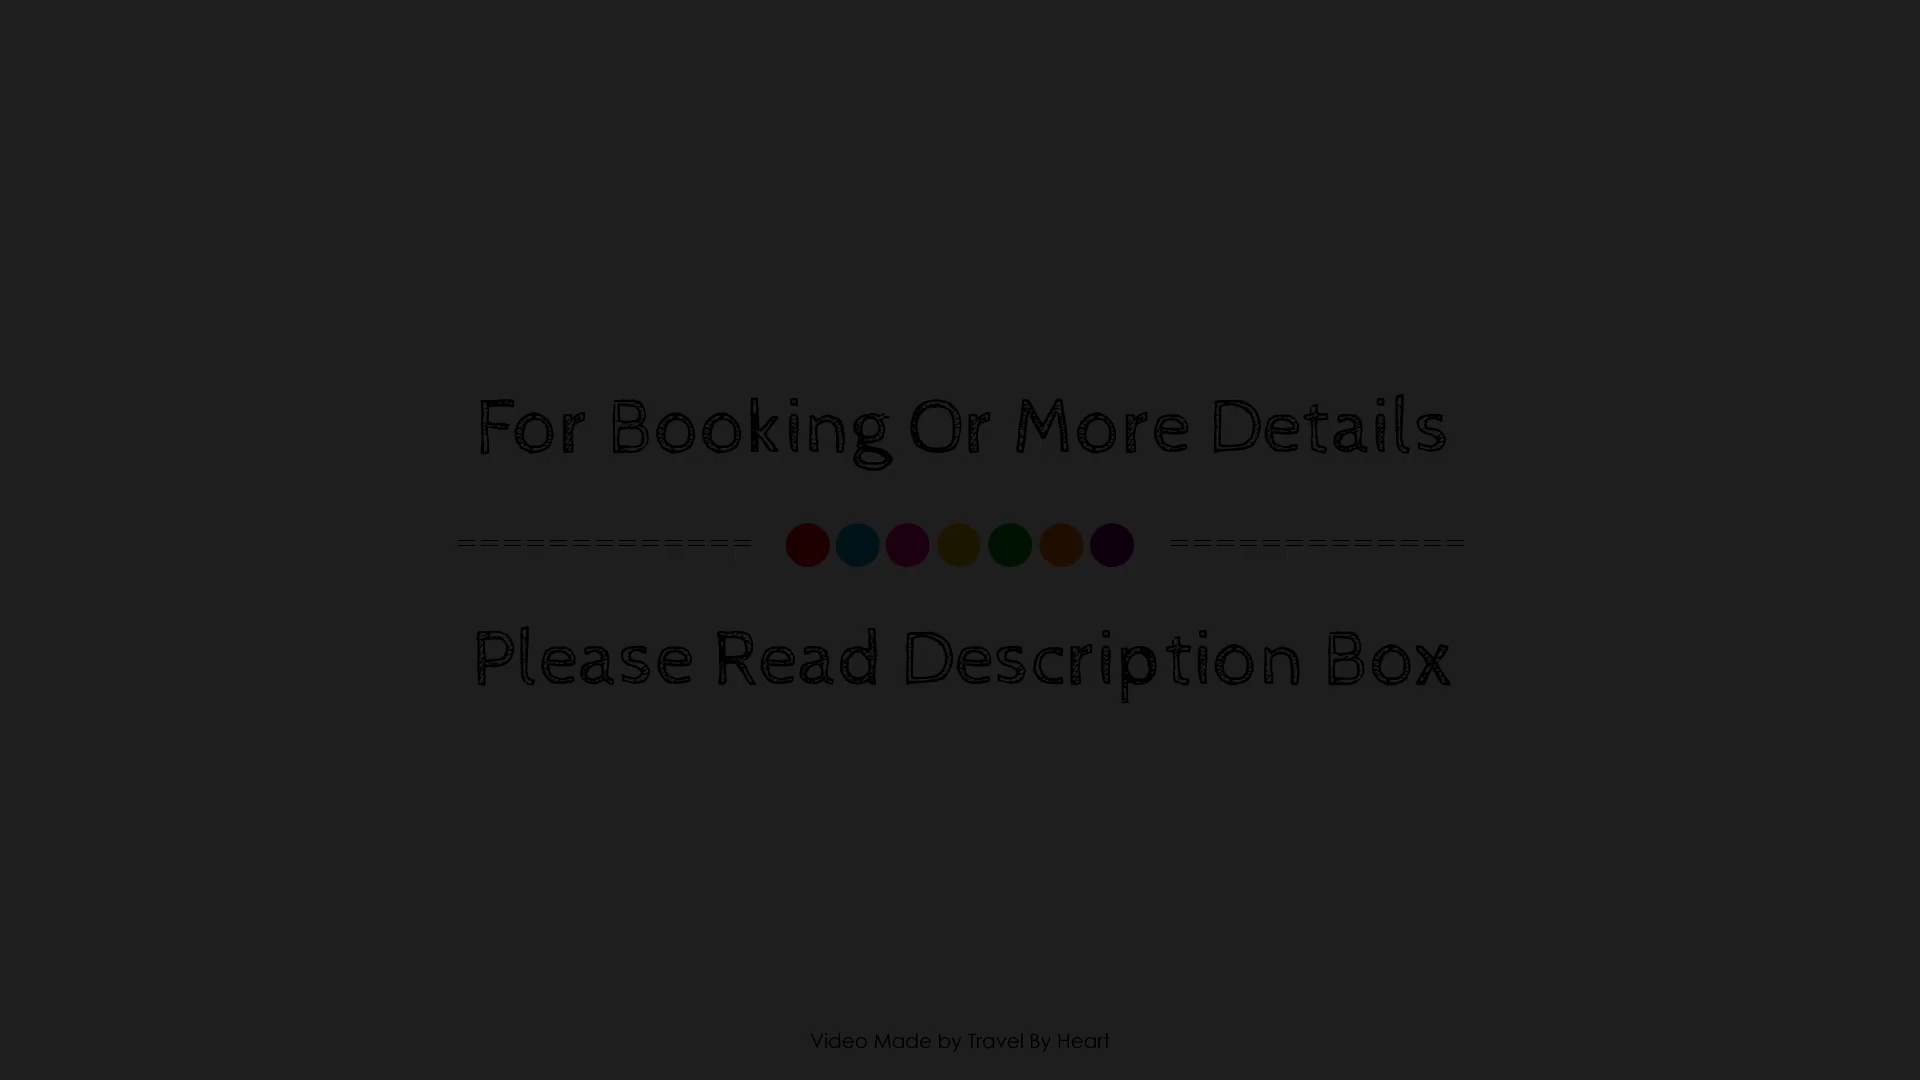 For Booking Or More Details
============= =============
Please Read Description Box
Video Made by Travel By Heart